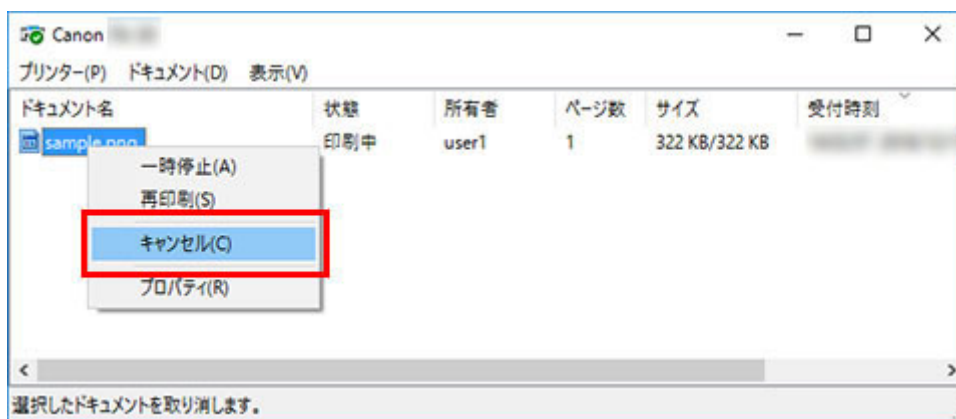 Canon
プリンター(P) ドキュメント(D) 表示(V)
ドキュメント名 状態 所有者 ページ数 サイズ 受付時刻
sample.png 印刷中 user1 1 322 KB/322 KB
一時停止(A)
再印刷(S)
キャンセル(C)
プロパティ(R)
選択したドキュメントを取り消します。